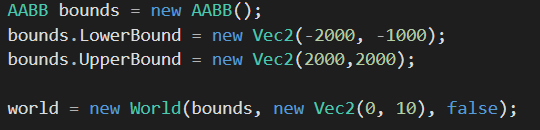 AABB bounds = new AABB();
bounds.LowerBound = new Vec2(-2000, -1000);
bounds.UpperBound = new Vec2(2000,2000);
world = new World(bounds, new Vec2(0, 10), false);